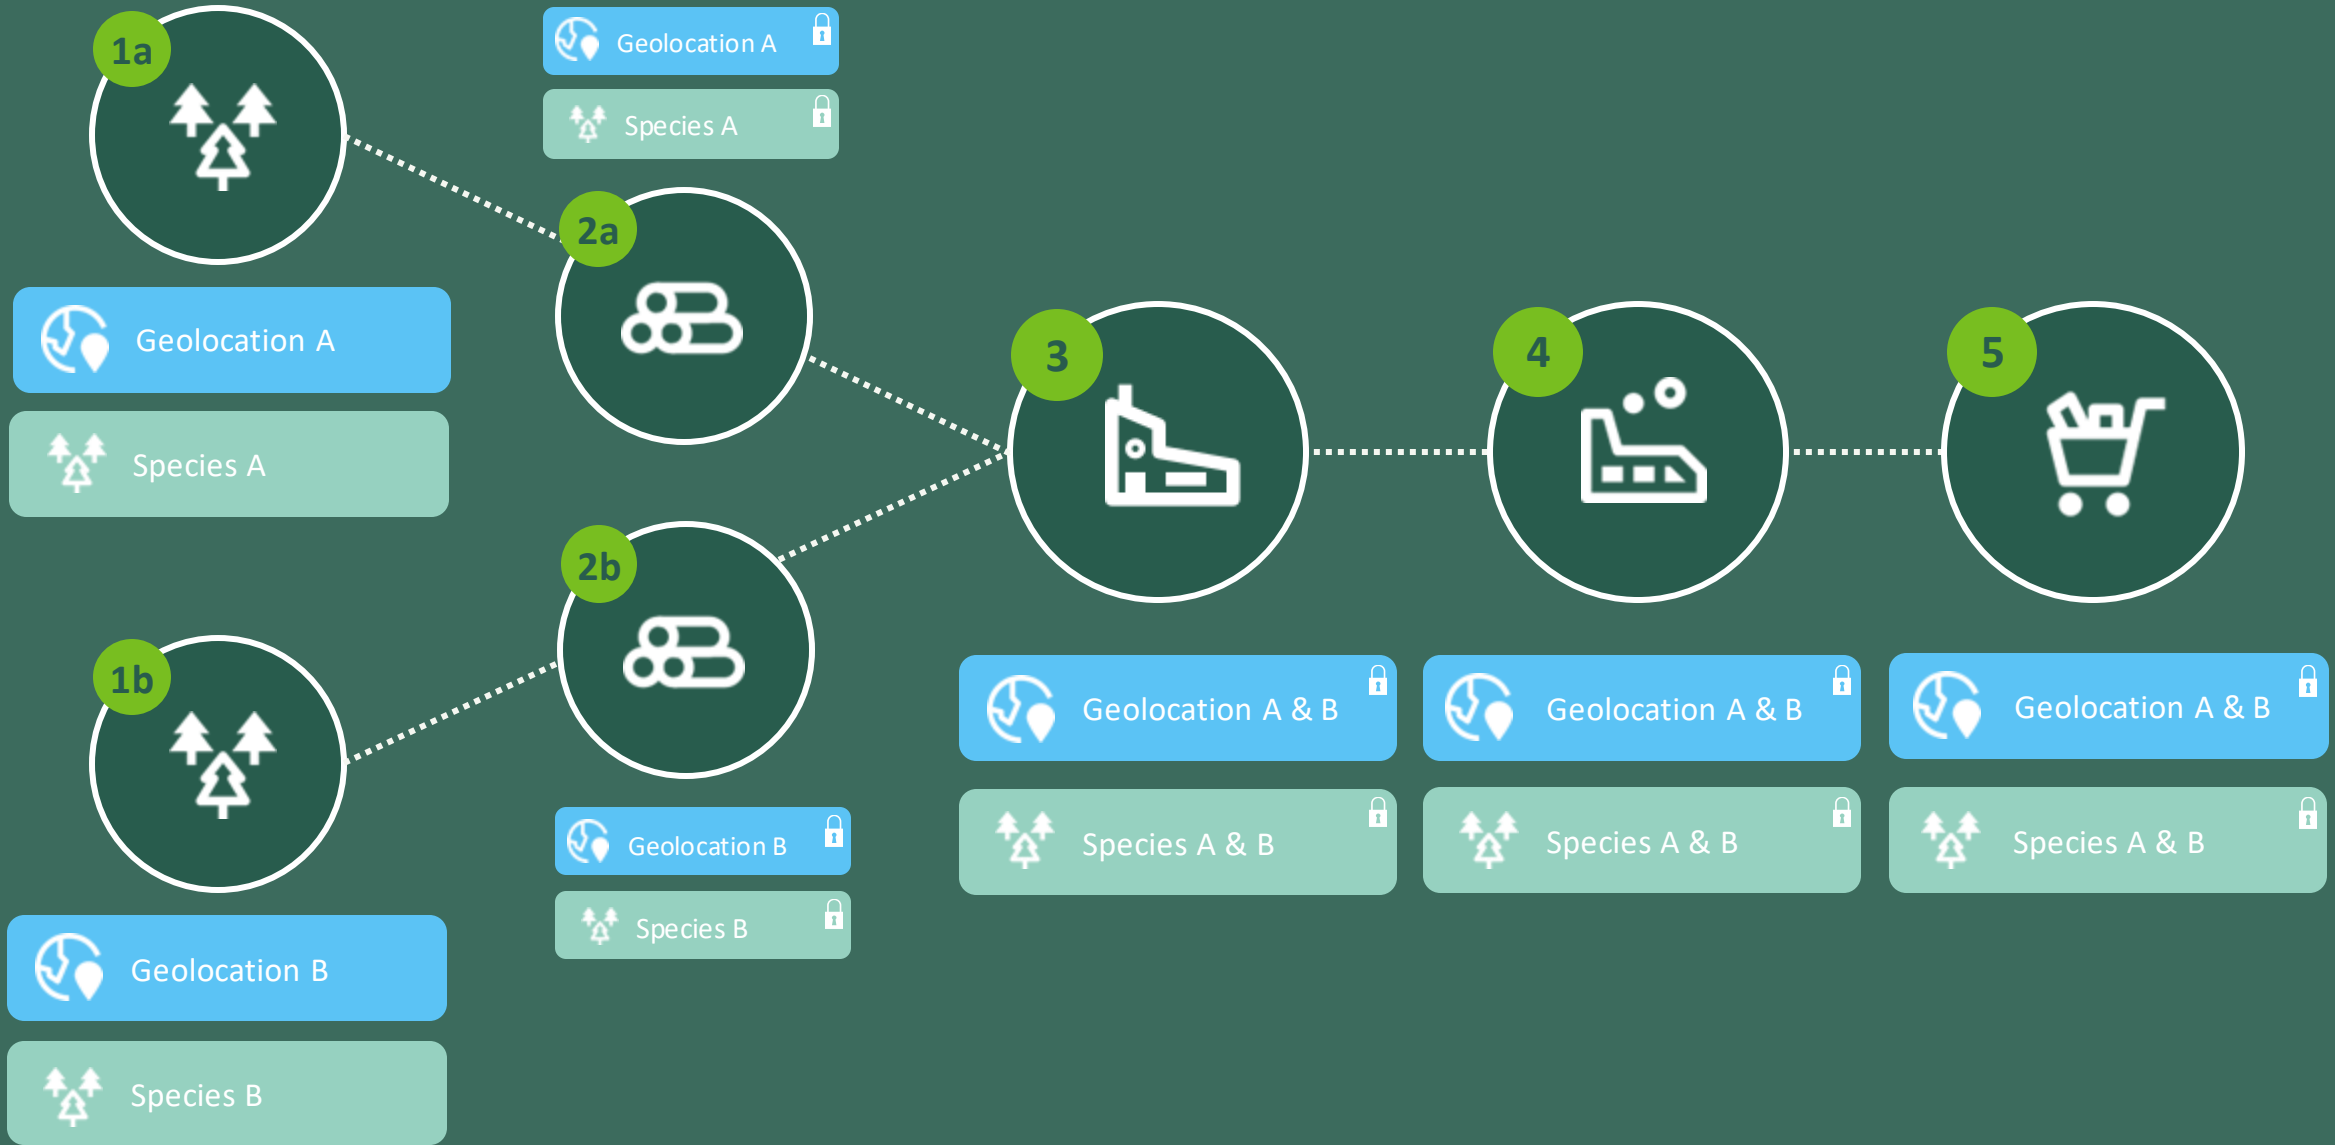 1a
Geolocation A
Species A
Geolocation A
Species A
2a
1b
Geolocation B
Species B
2b
Geolocation B
Species B
3
Geolocation A & B
Species A & B
4
Geolocation A & B
Species A & B
5
Geolocation A & B
Species A & B